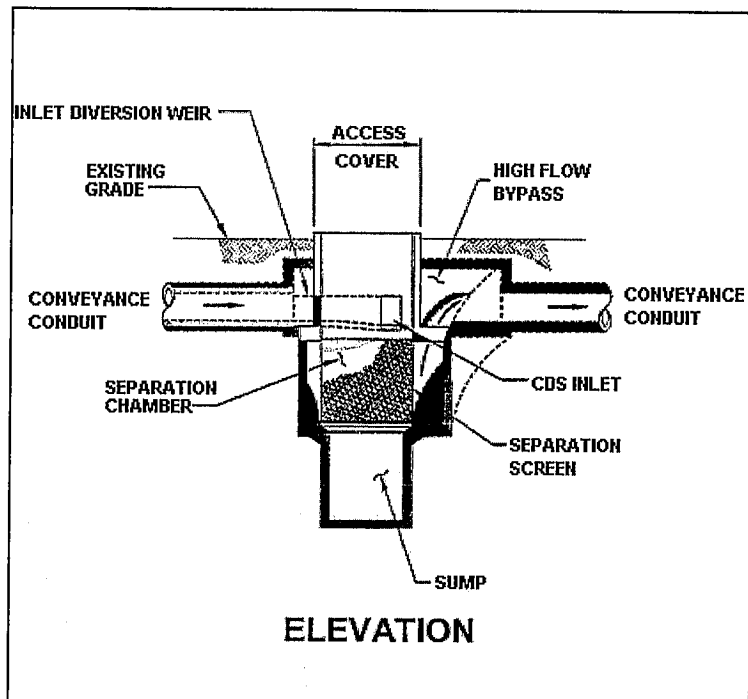 INLET DIVERSION WEIR
ACCESS
COVER
EXISTING
GRADE
HIGH FLOW
BYPASS
CONVEYANCE
CONDUIT
CONVEYANCE
CONDUIT
SEPARATION
CHAMBER
CDS INLET
SEPARATION
SCREEN
SUMP
ELEVATION